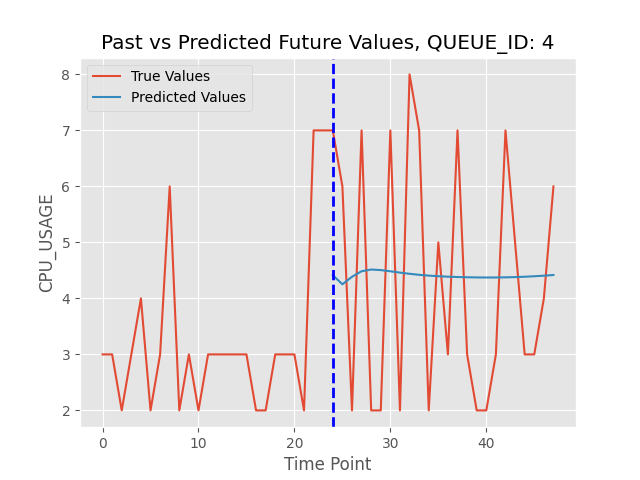 Past vs Predicted Future Values, QUEUE_ID: 4
True Values
Predicted Values
8
7
6
5
4
3
2
CPU_USAGE
0 10 20 30 40
Time Point